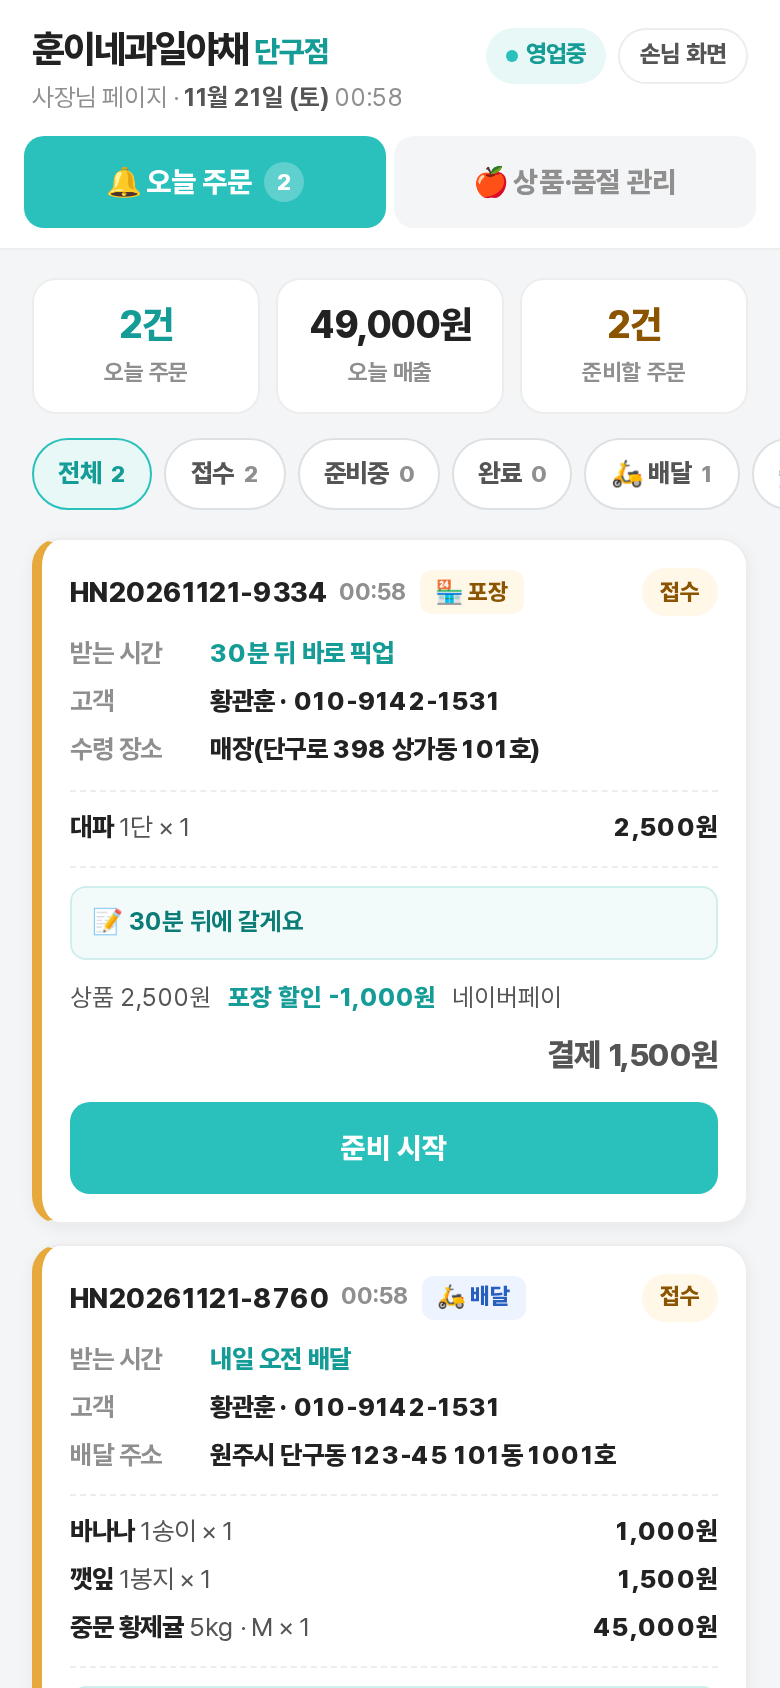 훈이네과일야채 단구점
영업중
손님 화면
사장님 페이지 · 11월 21일 (토) 00:58
오늘 주문 2
상품·품절 관리
2건
오늘 주문
49,000원
오늘 매출
2건
준비할 주문
전체 2
접수 2
준비중 0
완료 0
배달 1
HN20261121-9334 00:58 포장 접수
받는 시간 30분 뒤 바로 픽업
고객 황관훈 · 010-9142-1531
수령 장소 매장(단구로 398 상가동 101호)
대파 1단 × 1 2,500원
30분 뒤에 갈게요
상품 2,500원 포장 할인 -1,000원 네이버페이
결제 1,500원
준비 시작
HN20261121-8760 00:58 배달 접수
받는 시간 내일 오전 배달
고객 황관훈 · 010-9142-1531
배달 주소 원주시 단구동 123-45 101동 1001호
바나나 1송이 × 1 1,000원
깻잎 1봉지 × 1 1,500원
중문 황제귤 5kg · M × 1 45,000원